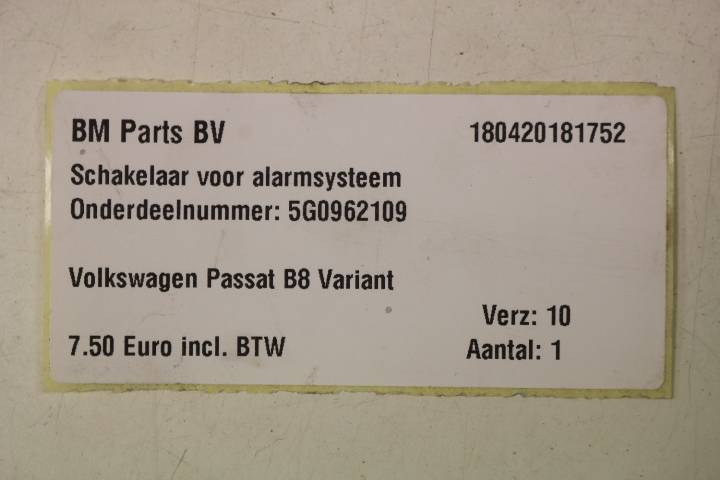 BM Parts BV 180420181752
Schakelaar voor alarmsysteem
Onderdeelnummer: 5G0962109
Volkswagen Passat B8 Variant
Verz: 10
7.50 Euro incl. BTW Aantal: 1